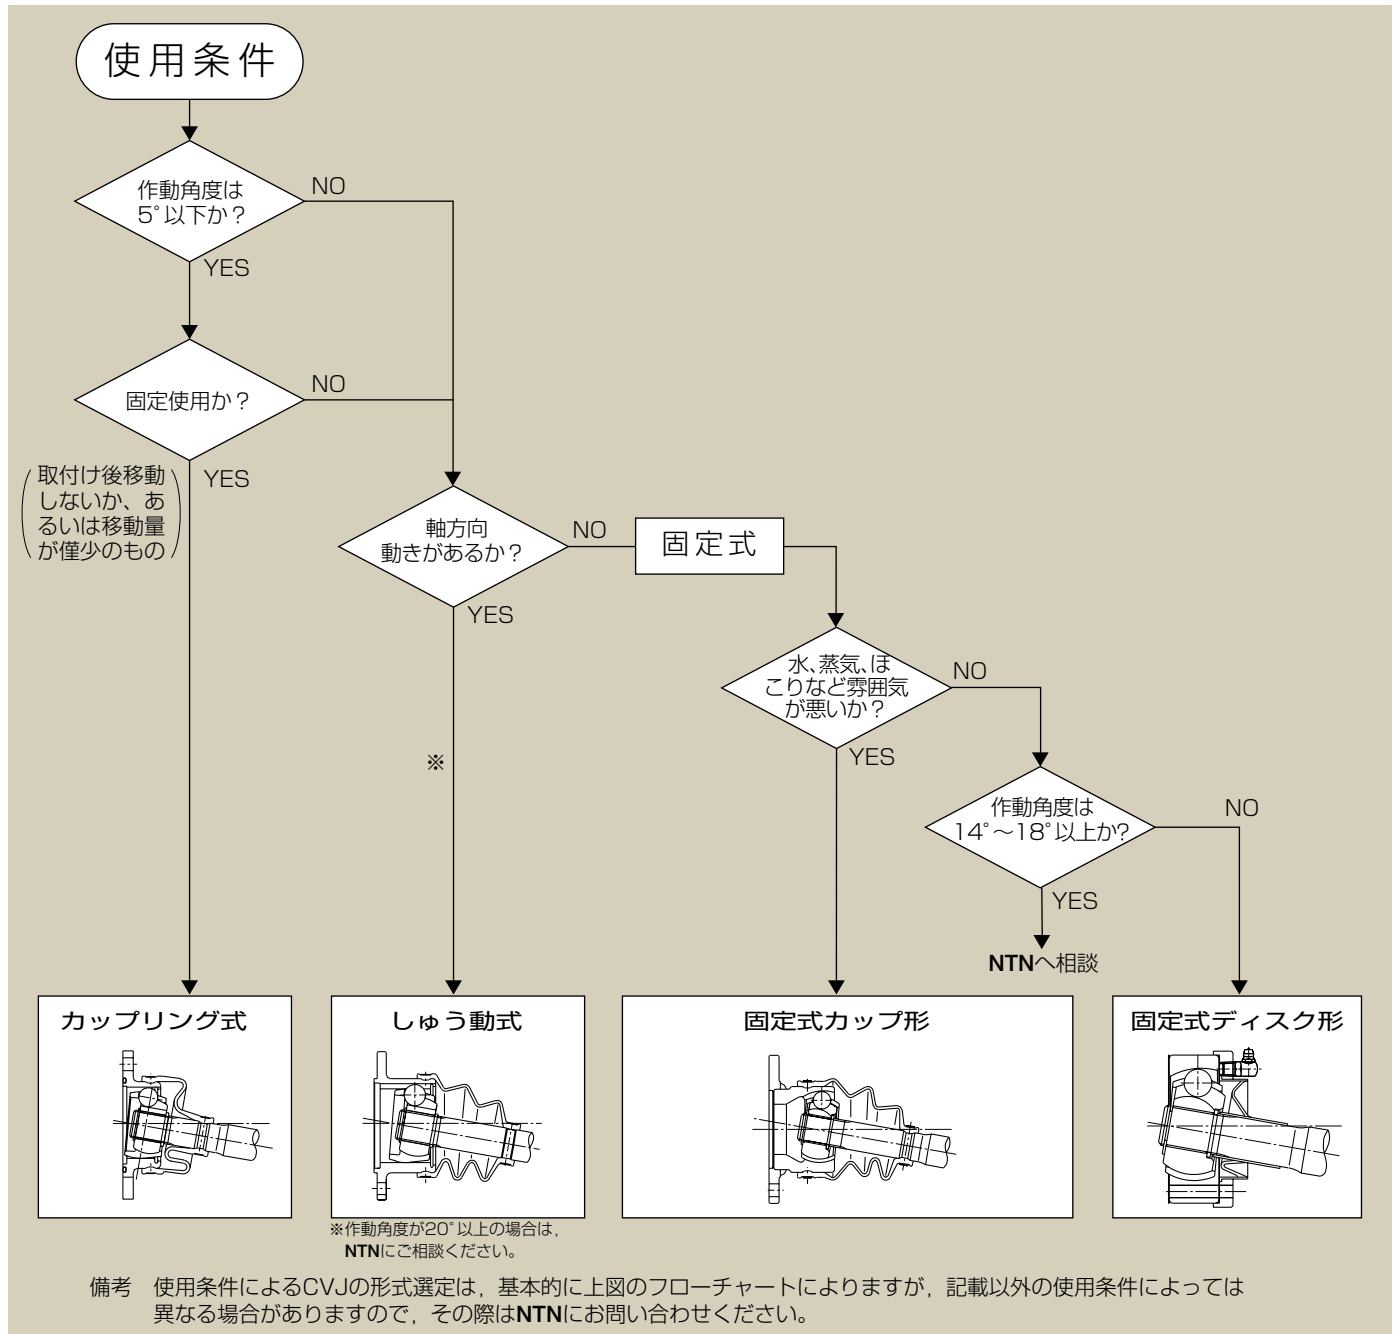 使用条件
作動角度は
5°以下か？
NO
YES
固定使用か？
NO
YES
取付け後移動
しないか、あ
るいは移動量
が僅少のもの
軸方向
動きがあるか？
NO
固定式
YES
水、蒸気、ほ
こりなど雰囲気
が悪いか？
NO
YES
※
作動角度は
14°～18°以上か?
NO
YES
NTNへ相談
カップリング式
しゅう動式
固定式カップ形
固定式ディスク形
※作動角度が20°以上の場合は，
NTNにご相談ください。
備考　使用条件によるCVJの形式選定は，基本的に上図のフローチャートによりますが，記載以外の使用条件によっては
異なる場合がありますので，その際はNTNにお問い合わせください。